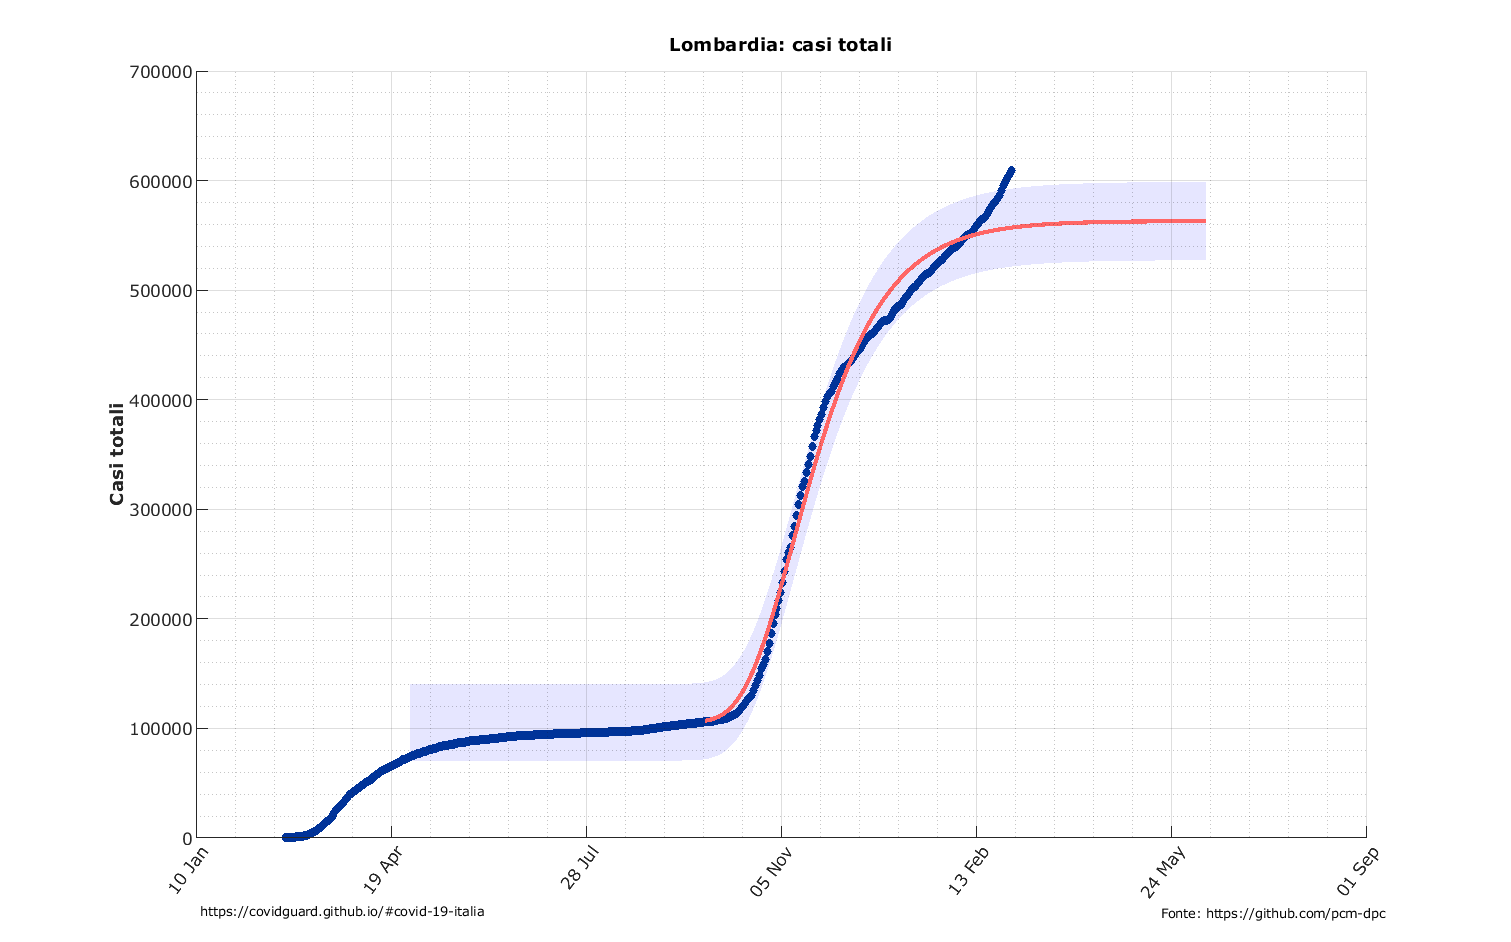 Lombardia: casi totali
700000
600000
500000
400000
300000
200000
100000
0
Casi totali
10 Jan
19 Apr
28 Jul
05 Nov
13 Feb
24 May
01 Sep
https://covidguard.github.io/#covid-19-italia
Fonte: https://github.com/pcm-dpc